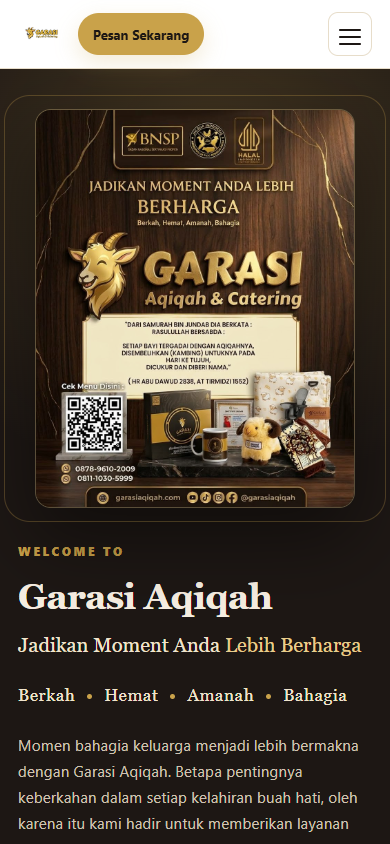 GARASI
Pesan Sekarang
BNSP
HALAL
INDONESIA
JADIKAN MOMENT ANDA LEBIH
BERHARGA
Berkah, Hemat, Amanah, Bahagia
GARASI
Aqiqah & Catering
"DARI SAMURAH BIN JUNDAB DIA BERKATA :
RASULULLAH BERSABDA :
SETIAP BAYI TERGADAI DENGAN AQIQAHNYA,
DISEMBELIHKAN (KAMBING) UNTUKNYA PADA
HARI KE TUJUH,
DICUKUR DAN DIBERI NAMA."
( HR ABU DAWUD 2838, AT TIRMIDZI 1552)
Cek Menu Disini :
0878-9610-2009
0811-1030-5999
garasiaqiqah.com
@garasiaqiqah
WELCOME TO
Garasi Aqiqah
Jadikan Moment Anda Lebih Berharga
Berkah • Hemat • Amanah • Bahagia
Momen bahagia keluarga menjadi lebih bermakna
dengan Garasi Aqiqah. Betapa pentingnya
keberkahan dalam setiap kelahiran buah hati, oleh
karena itu kami hadir untuk memberikan layanan